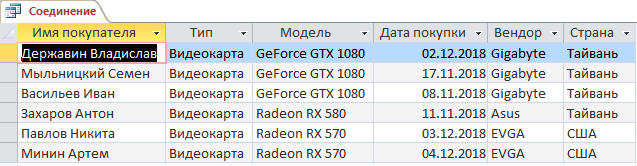 Соединение
Имя покупателя Тип Модель Дата покупки Вендор Страна
Державин Владислав Видеокарта GeForce GTX 1080 02.12.2018 Gigabyte Тайвань
Мыльницкий Семен Видеокарта GeForce GTX 1080 17.11.2018 Gigabyte Тайвань
Васильев Иван Видеокарта GeForce GTX 1080 08.11.2018 Gigabyte Тайвань
Захаров Антон Видеокарта Radeon RX 580 11.11.2018 Asus Тайвань
Павлов Никита Видеокарта Radeon RX 570 03.12.2018 EVGA США
Минин Артем Видеокарта Radeon RX 570 04.12.2018 EVGA США